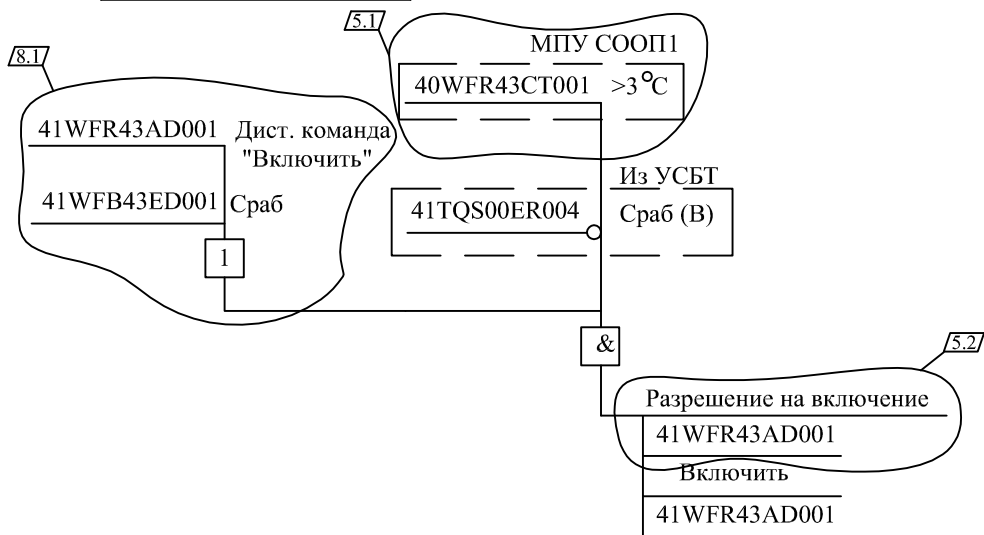 5.1
8.1
МПУ СООП1
40WFR43CT001 >3°C
41WFR43AD001 Дист. команда
"Включить"
Из УСБТ
41WFB43ED001 Сраб
41TQS00ER004 Сраб (В)
1
&
5.2
Разрешение на включение
41WFR43AD001
Включить
41WFR43AD001